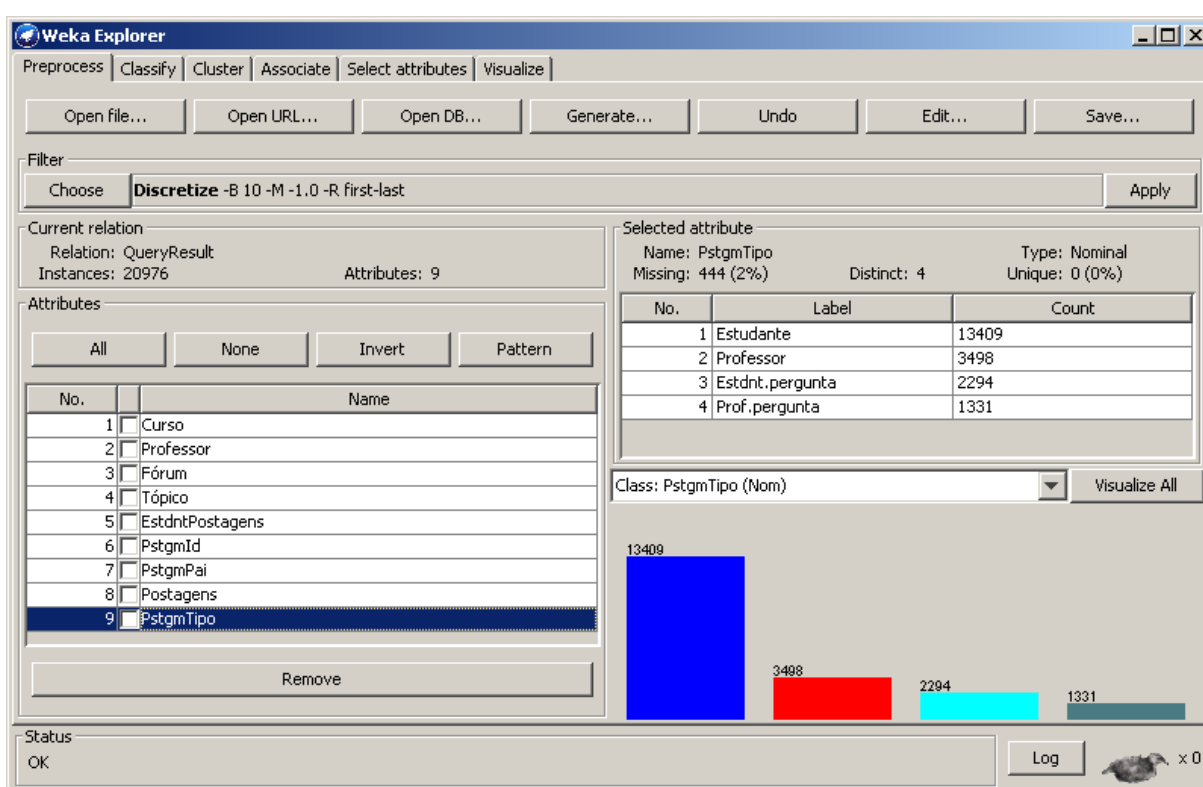 Weka Explorer
Preprocess Classify Cluster Associate Select attributes Visualize
Open file... Open URL... Open DB... Generate... Undo Edit... Save...
Filter
Choose Discretize -B 10 -M -1.0 -R first-last Apply
Current relation
Relation: QueryResult
Instances: 20976 Attributes: 9
Attributes
All None Invert Pattern
No. Name
1 Curso
2 Professor
3 Fórum
4 Tópico
5 EstdntPostagens
6 PstgmId
7 PstgmPai
8 Postagens
9 PstgmTipo
Remove
Selected attribute
Name: PstgmTipo Type: Nominal
Missing: 444 (2%) Distinct: 4 Unique: 0 (0%)
No. Label Count
1 Estudante 13409
2 Professor 3498
3 Estdnt.pergunta 2294
4 Prof.pergunta 1331
Class: PstgmTipo (Nom) Visualize All
13409
3498
2294
1331
Status
OK
Log x 0